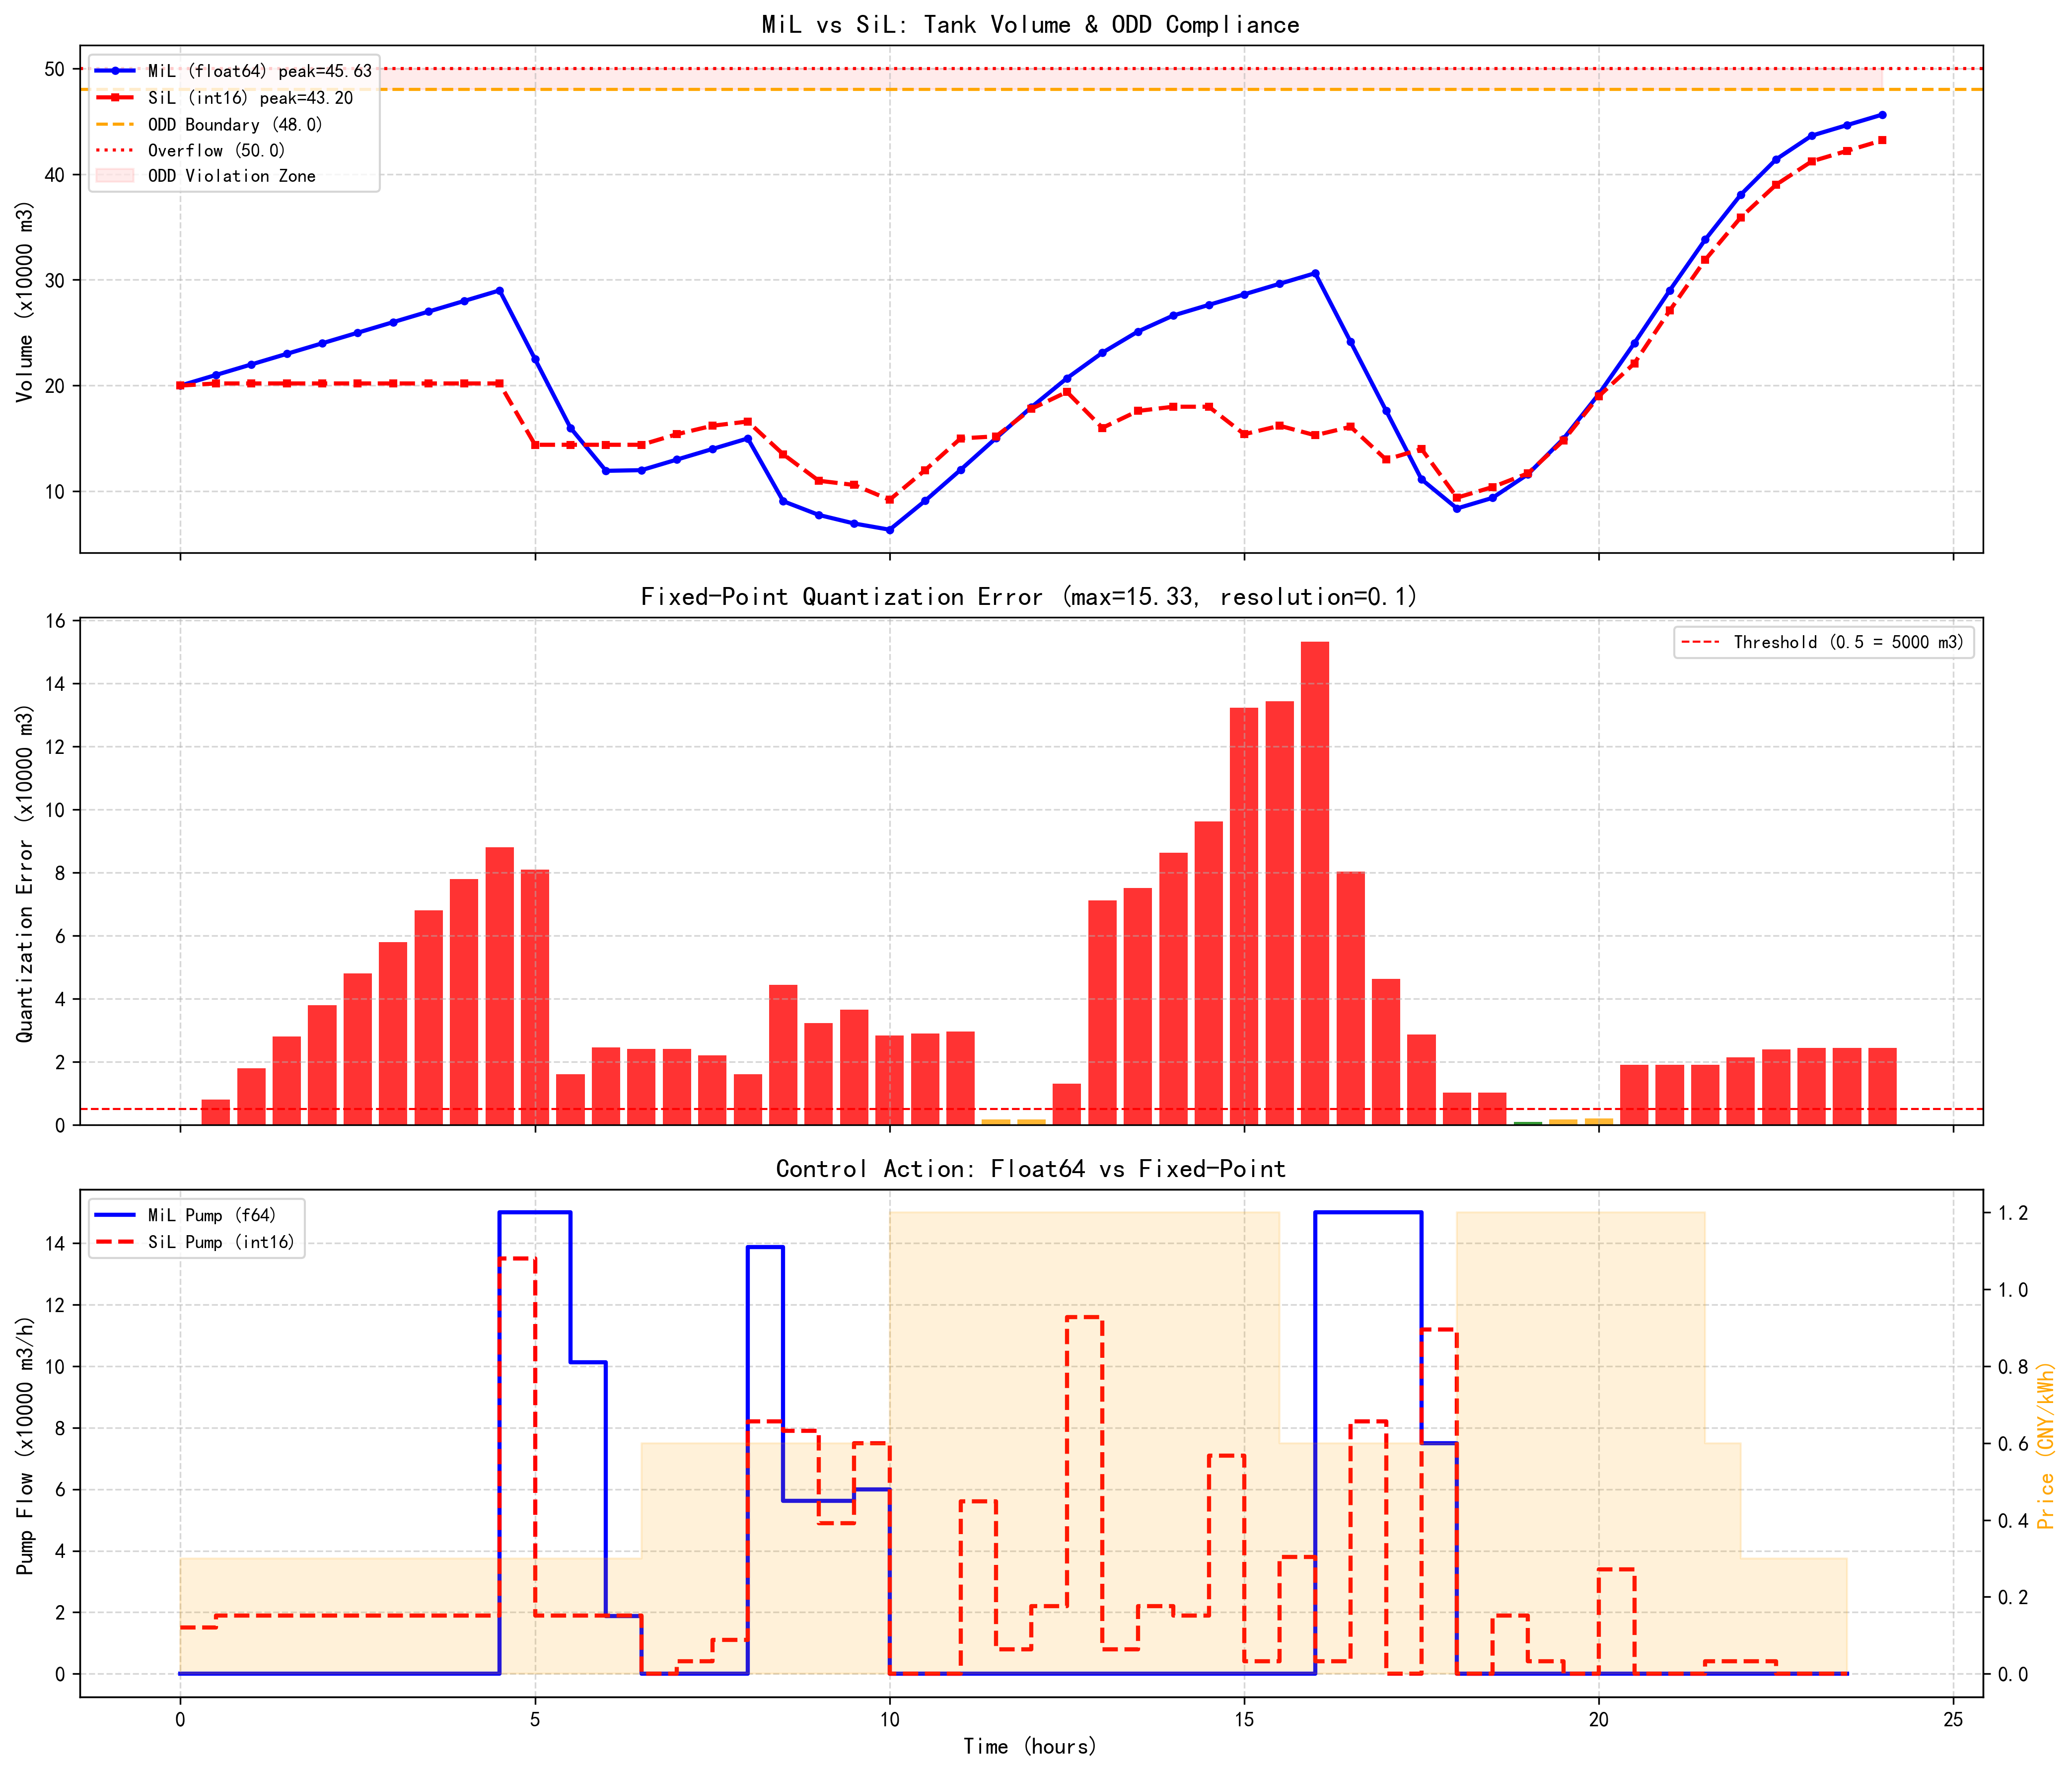 MiL vs SiL: Tank Volume & ODD Compliance
MiL (float64) peak=45.63
SiL (int16) peak=43.20
ODD Boundary (48.0)
Overflow (50.0)
ODD Violation Zone
Volume (x10000 m3)
50
40
30
20
10
Fixed-Point Quantization Error (max=15.33, resolution=0.1)
Threshold (0.5 = 5000 m3)
Quantization Error (x10000 m3)
16
14
12
10
8
6
4
2
0
Control Action: Float64 vs Fixed-Point
MiL Pump (f64)
SiL Pump (int16)
Pump Flow (x10000 m3/h)
14
12
10
8
6
4
2
0
1.2
1.0
0.8
0.6
0.4
0.2
0.0
Price (CNY/kWh)
0 5 10 15 20 25
Time (hours)